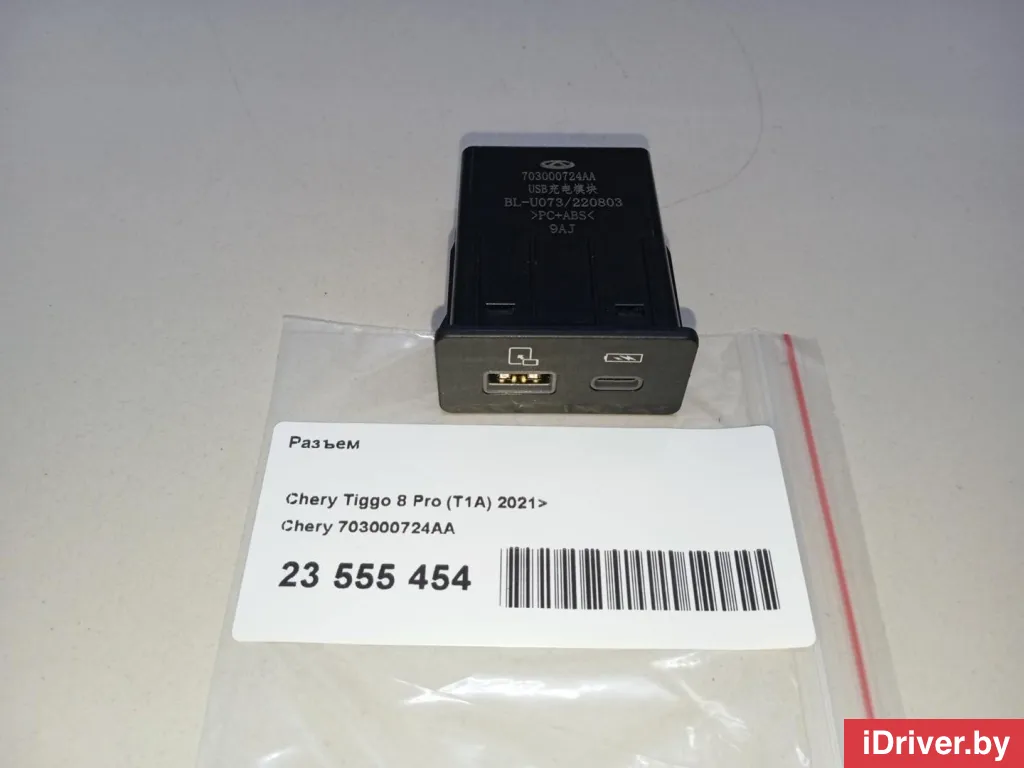 703000724AA
USB充电模块
BL-U073/220803
>PC+ABS<
9AJ
Разъем
Chery Tiggo 8 Pro (T1A) 2021>
Chery 703000724AA
23 555 454
iDriver.by